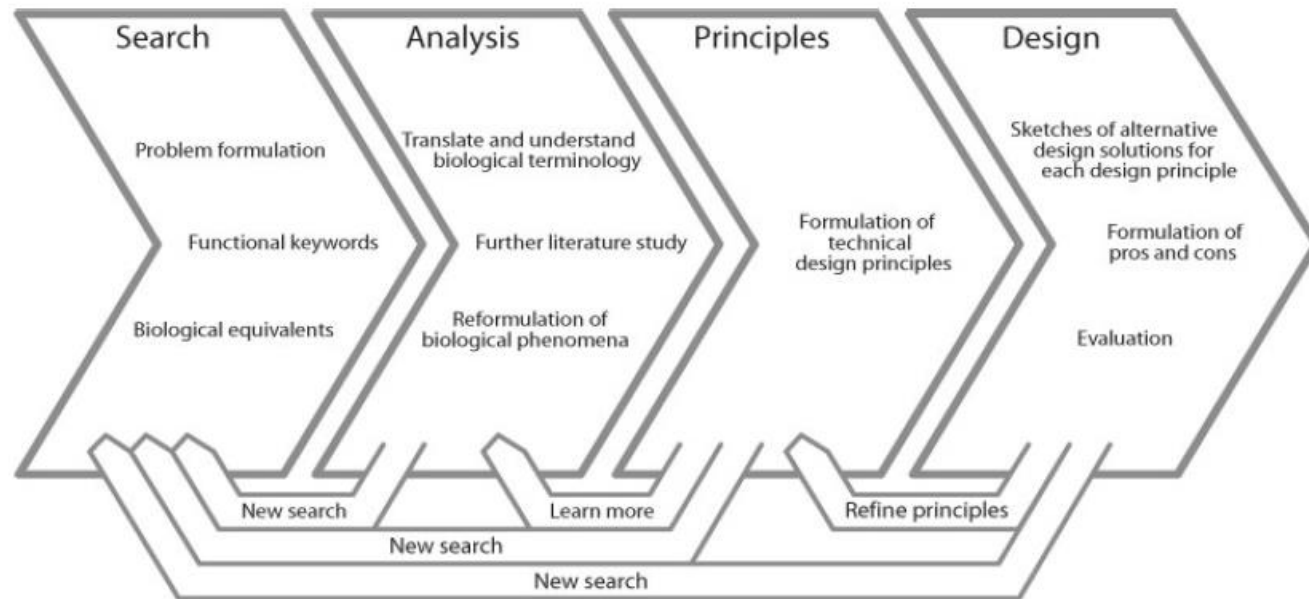 Search
Problem formulation
Functional keywords
Biological equivalents
Analysis
Translate and understand
biological terminology
Further literature study
Reformulation of
biological phenomena
Principles
Formulation of
technical
design principles
Design
Sketches of alternative
design solutions for
each design principle
Formulation of
pros and cons
Evaluation
New search
Learn more
Refine principles
New search
New search